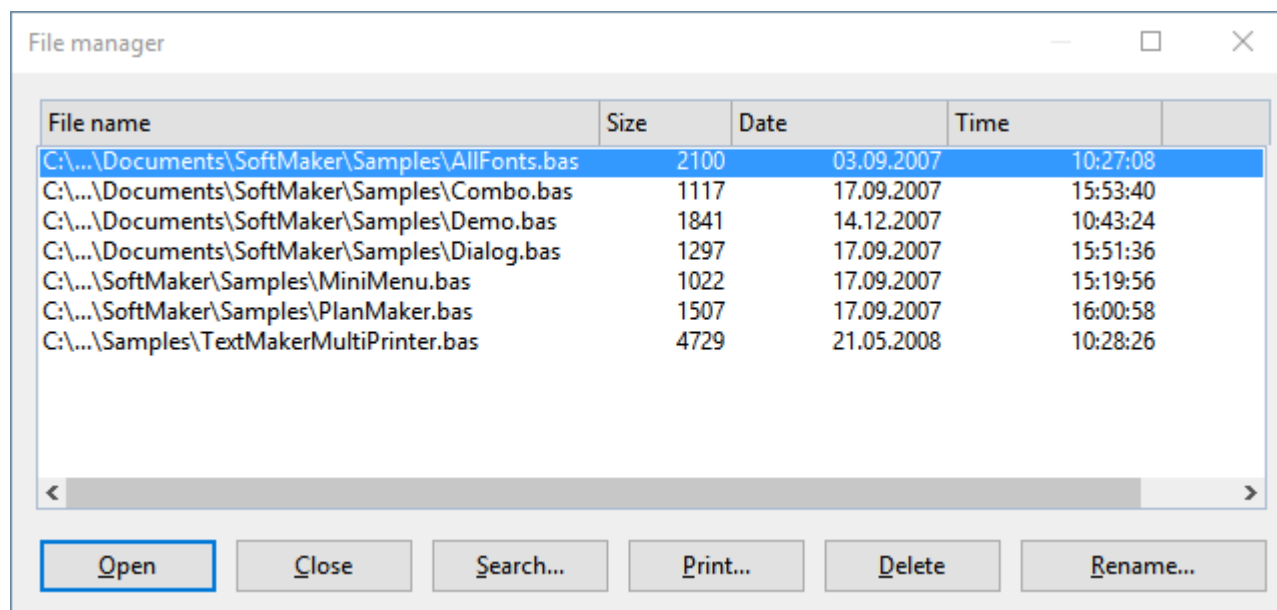 File manager
File name Size Date Time
C:\...\Documents\SoftMaker\Samples\AllFonts.bas 2100 03.09.2007 10:27:08
C:\...\Documents\SoftMaker\Samples\Combo.bas 1117 17.09.2007 15:53:40
C:\...\Documents\SoftMaker\Samples\Demo.bas 1841 14.12.2007 10:43:24
C:\...\Documents\SoftMaker\Samples\Dialog.bas 1297 17.09.2007 15:51:36
C:\...\SoftMaker\Samples\MiniMenu.bas 1022 17.09.2007 15:19:56
C:\...\SoftMaker\Samples\PlanMaker.bas 1507 17.09.2007 16:00:58
C:\...\Samples\TextMakerMultiPrinter.bas 4729 21.05.2008 10:28:26
Open Close Search... Print... Delete Rename...